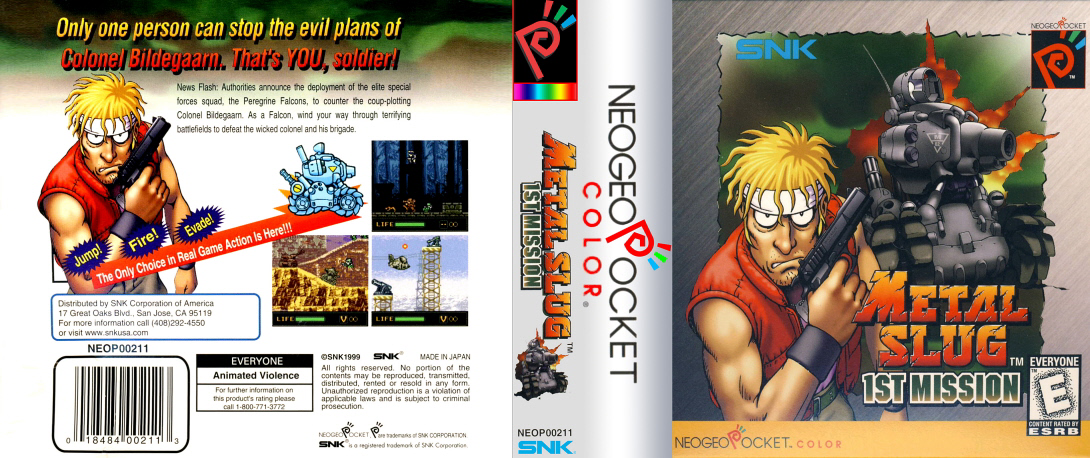 Only one person can stop the evil plans of
Colonel Bildegaarn. That's YOU, soldier!
News Flash: Authorities announce the deployment of the elite special
forces squad, the Peregrine Falcons, to counter the coup-plotting
Colonel Bildegaarn. As a Falcon, wind your way through terrifying
battlefields to defeat the wicked colonel and his brigade.
Jump!
Fire!
Evade!
The Only Choice in Real Game Action Is Here!!!
LIFE
LIFE
LIFE
Distributed by SNK Corporation of America
17 Great Oaks Blvd., San Jose, CA 95119
For more information call (408)292-4550
or visit www.snkusa.com
NEOP00211
0 18484 00211 3
EVERYONE
Animated Violence
For further information on
this product's rating please
call 1-800-771-3772
©SNK1999 SNK® MADE IN JAPAN
All rights reserved. No portion of the
contents may be reproduced, transmitted,
distributed, rented or resold in any form.
Unauthorized reproduction is a violation of
applicable laws and is subject to criminal
prosecution.
NEOGEO POCKET are trademarks of SNK CORPORATION.
SNK® is a registered trademark of SNK Corporation.
NEOGEO POCKET
COLOR®
METAL SLUG™
1ST MISSION
NEOP00211
SNK®
NEOGEO POCKET
TM
SNK
METAL
SLUG™
1ST MISSION
EVERYONE
E
TM
CONTENT RATED BY
ESRB
NEOGEO POCKET™ COLOR